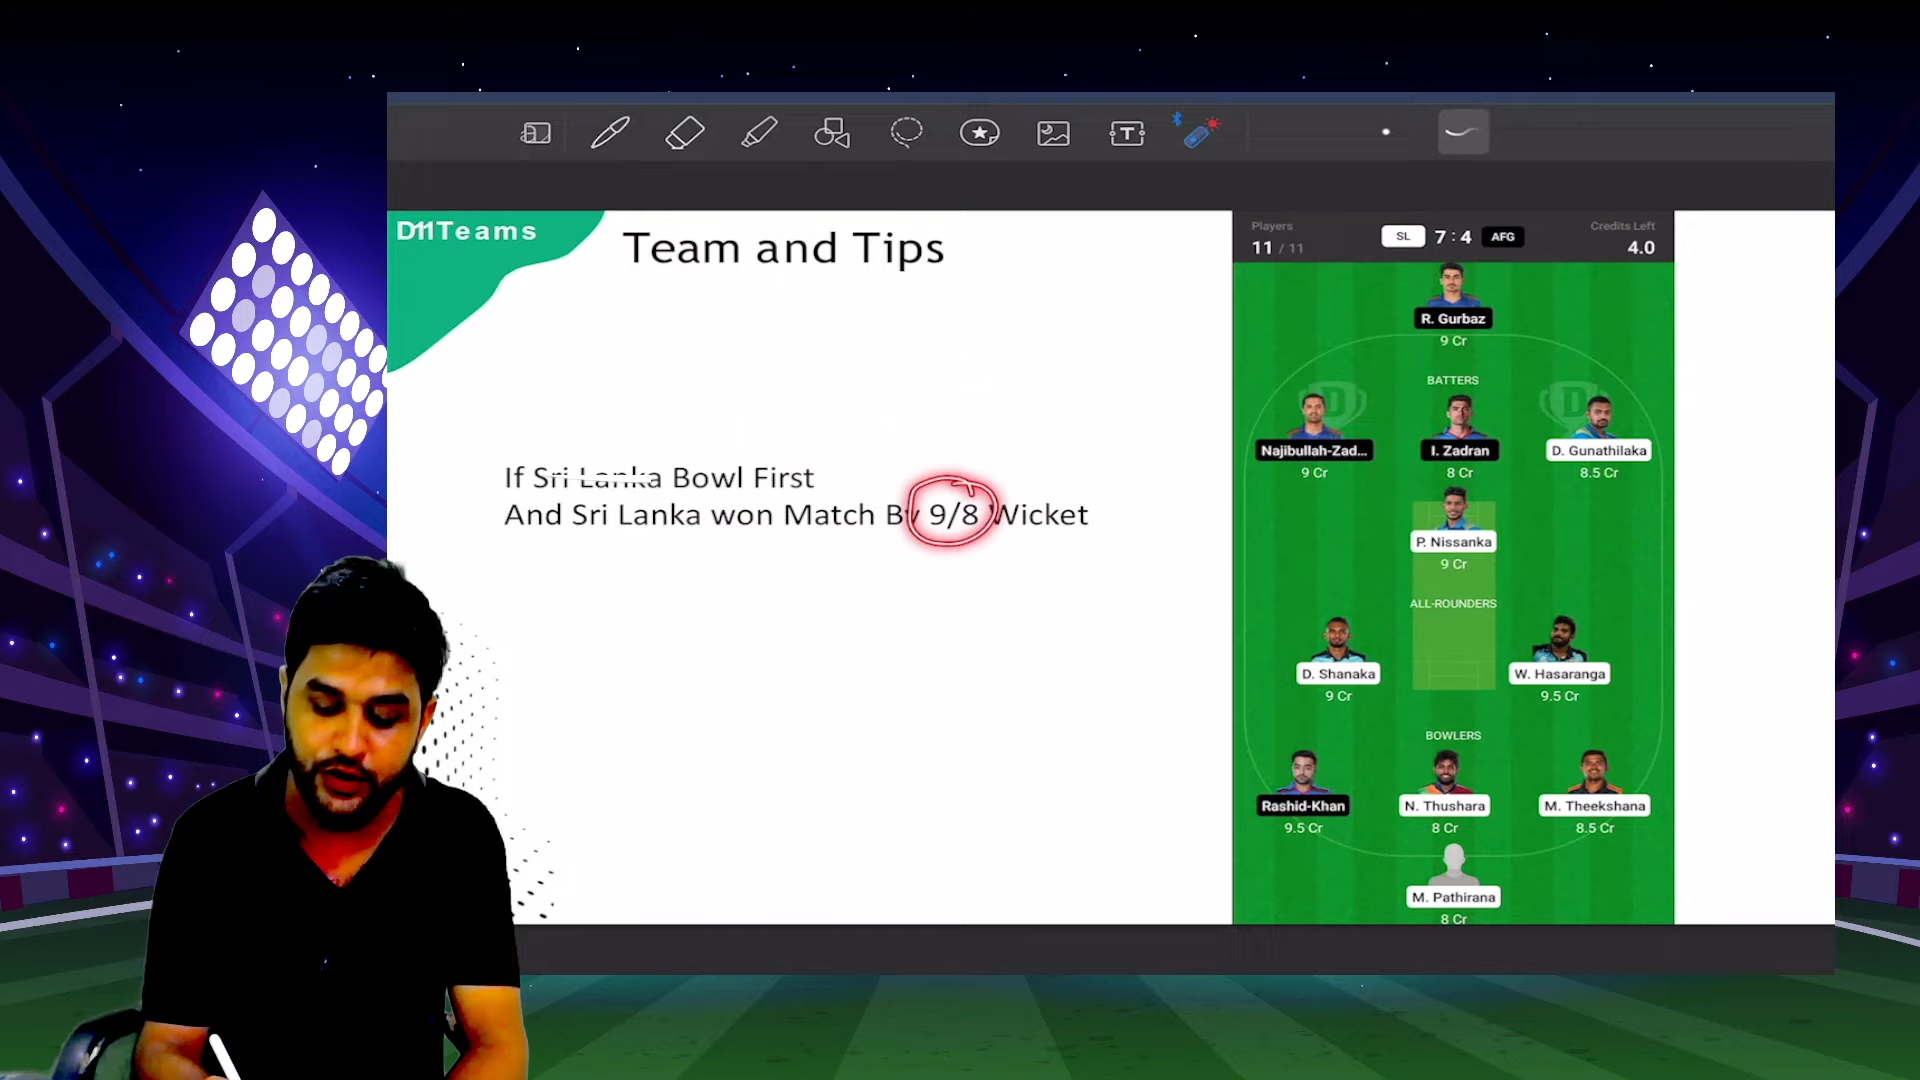 D11Teams
Team and Tips
If Sri Lanka Bowl First
And Sri Lanka won Match By 9/8 Wicket
Players
11 / 11
SL 7 : 4 AFG
Credits Left
4.0
R. Gurbaz
9 Cr
BATTERS
Najibullah-Zad... I. Zadran D. Gunathilaka
9 Cr 8 Cr 8.5 Cr
P. Nissanka
9 Cr
ALL-ROUNDERS
D. Shanaka W. Hasaranga
9 Cr 9.5 Cr
BOWLERS
Rashid-Khan N. Thushara M. Theekshana
9.5 Cr 8 Cr 8.5 Cr
M. Pathirana
8 Cr